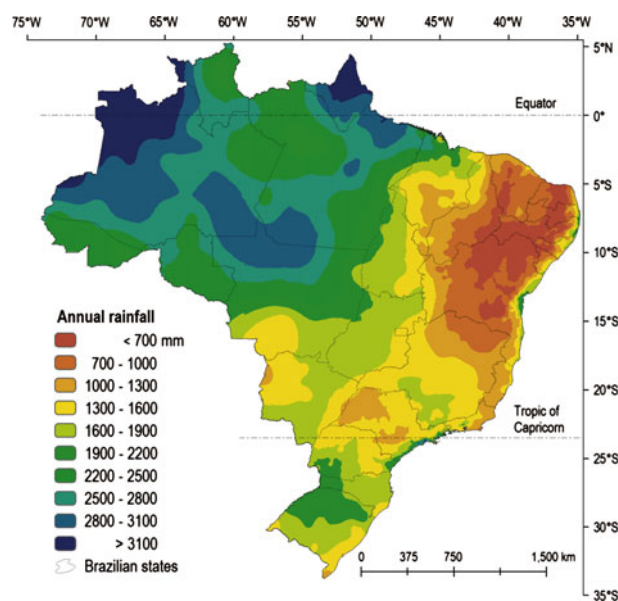 75°W 70°W 65°W 60°W 55°W 50°W 45°W 40°W 35°W
5°N
Equator
0°
5°S
10°S
15°S
20°S
Tropic of
Capricorn
25°S
30°S
35°S
Annual rainfall
< 700 mm
700 - 1000
1000 - 1300
1300 - 1600
1600 - 1900
1900 - 2200
2200 - 2500
2500 - 2800
2800 - 3100
> 3100
Brazilian states
0 375 750 1,500 km